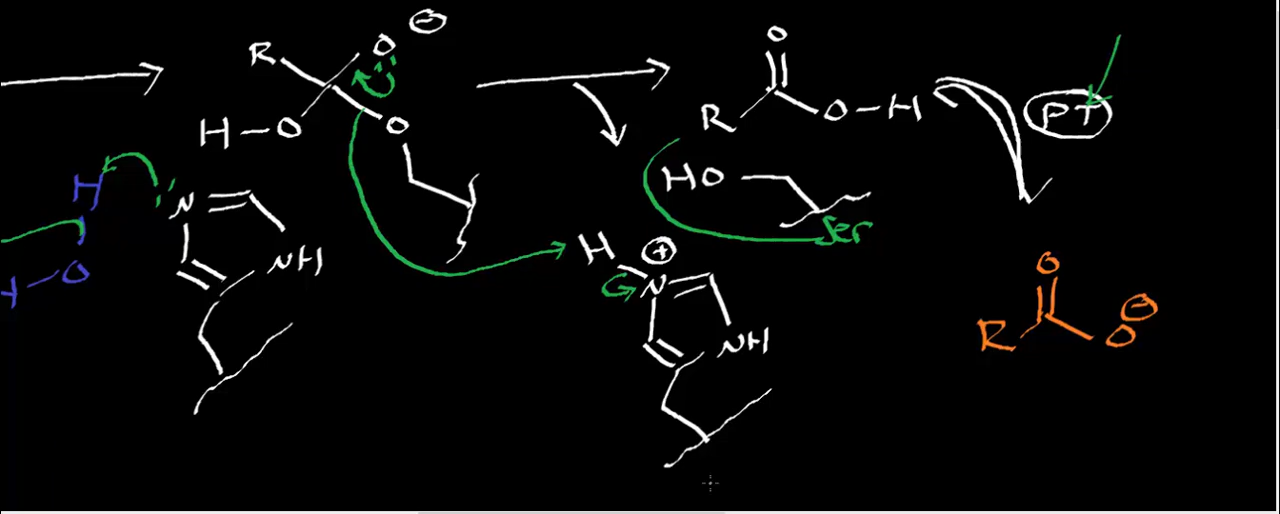 R O ⊖
H-O O
H
N
NH
H-O
O
R O-H
PT
HO
Ser
H ⊕
N
NH
O ⊖
R O